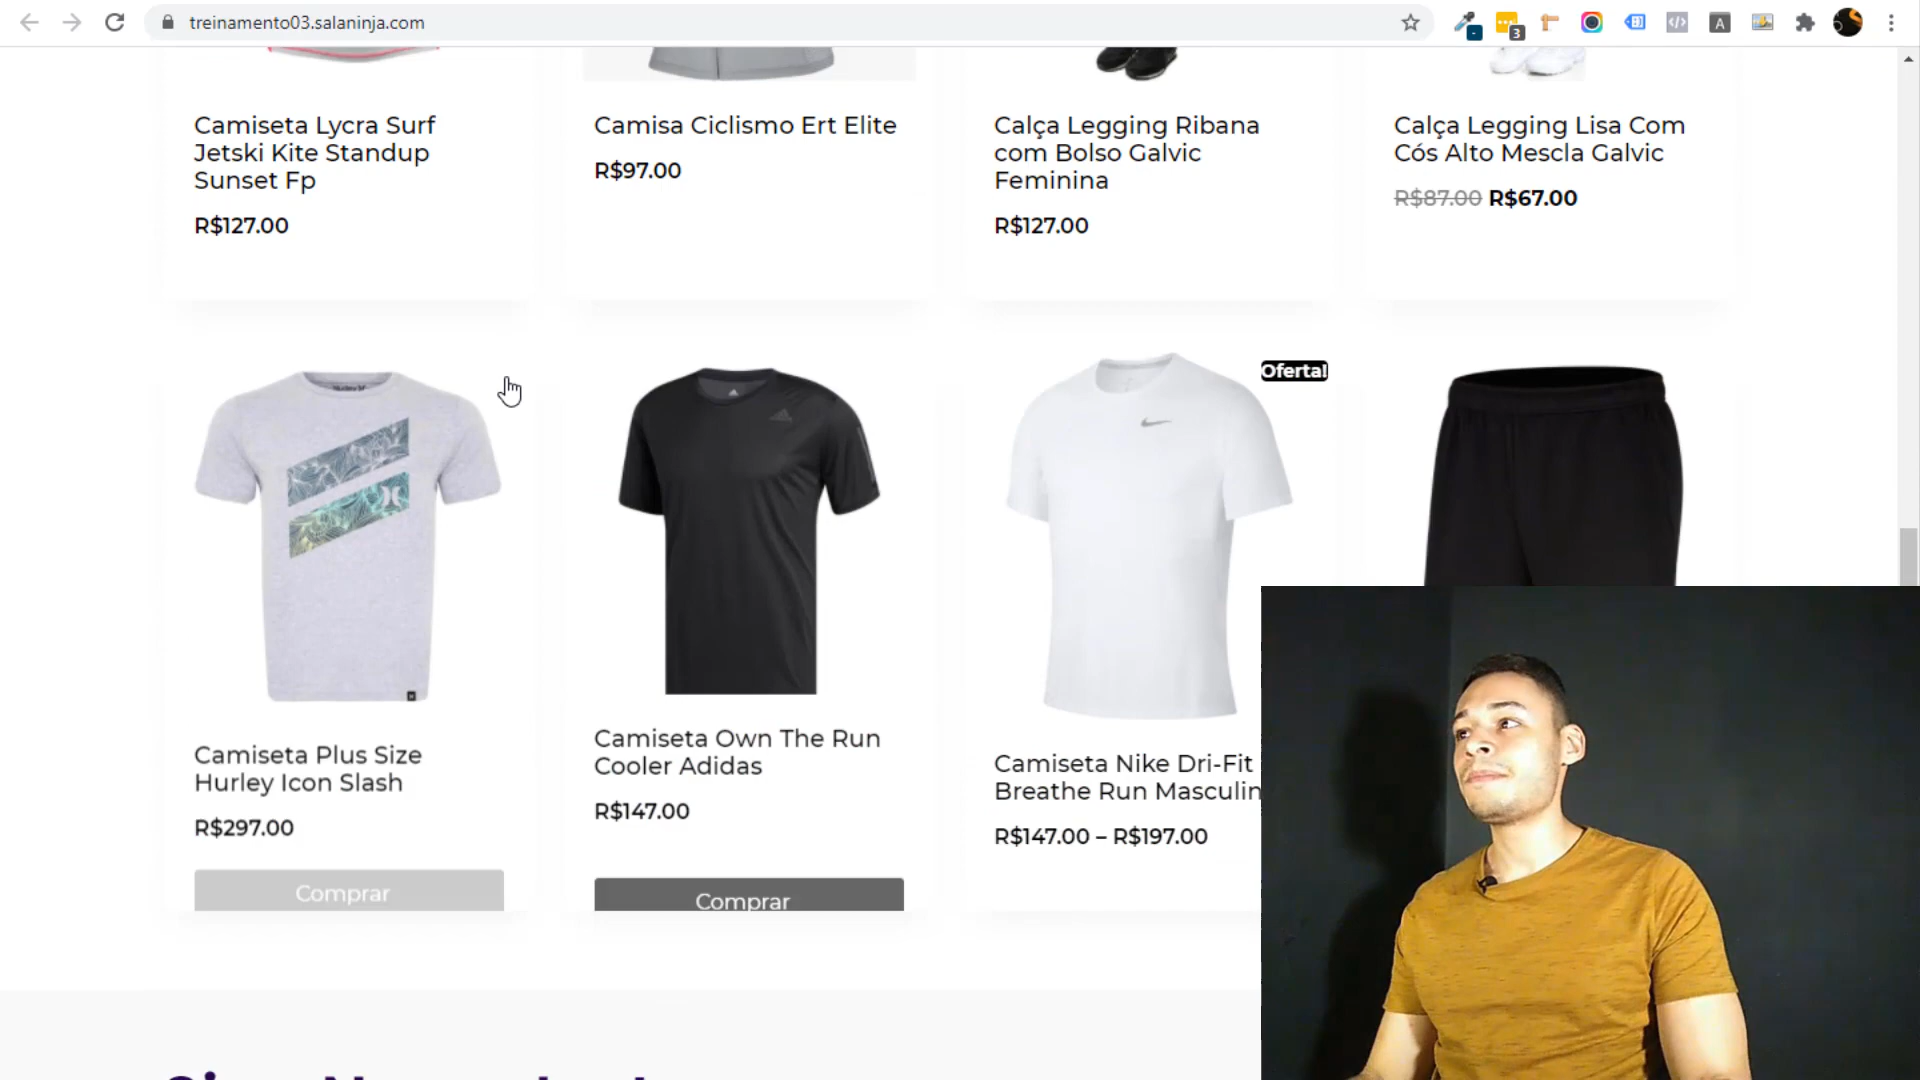 treinamento03.salaninja.com
3
A
Camiseta Lycra Surf
Jetski Kite Standup
Sunset Fp
R$127.00
Camisa Ciclismo Ert Elite
R$97.00
Calça Legging Ribana
com Bolso Galvic
Feminina
R$127.00
Calça Legging Lisa Com
Cós Alto Mescla Galvic
R$87.00 R$67.00
Oferta!
Camiseta Plus Size
Hurley Icon Slash
R$297.00
Comprar
Camiseta Own The Run
Cooler Adidas
R$147.00
Comprar
Camiseta Nike Dri-Fit
Breathe Run Masculin
R$147.00 – R$197.00